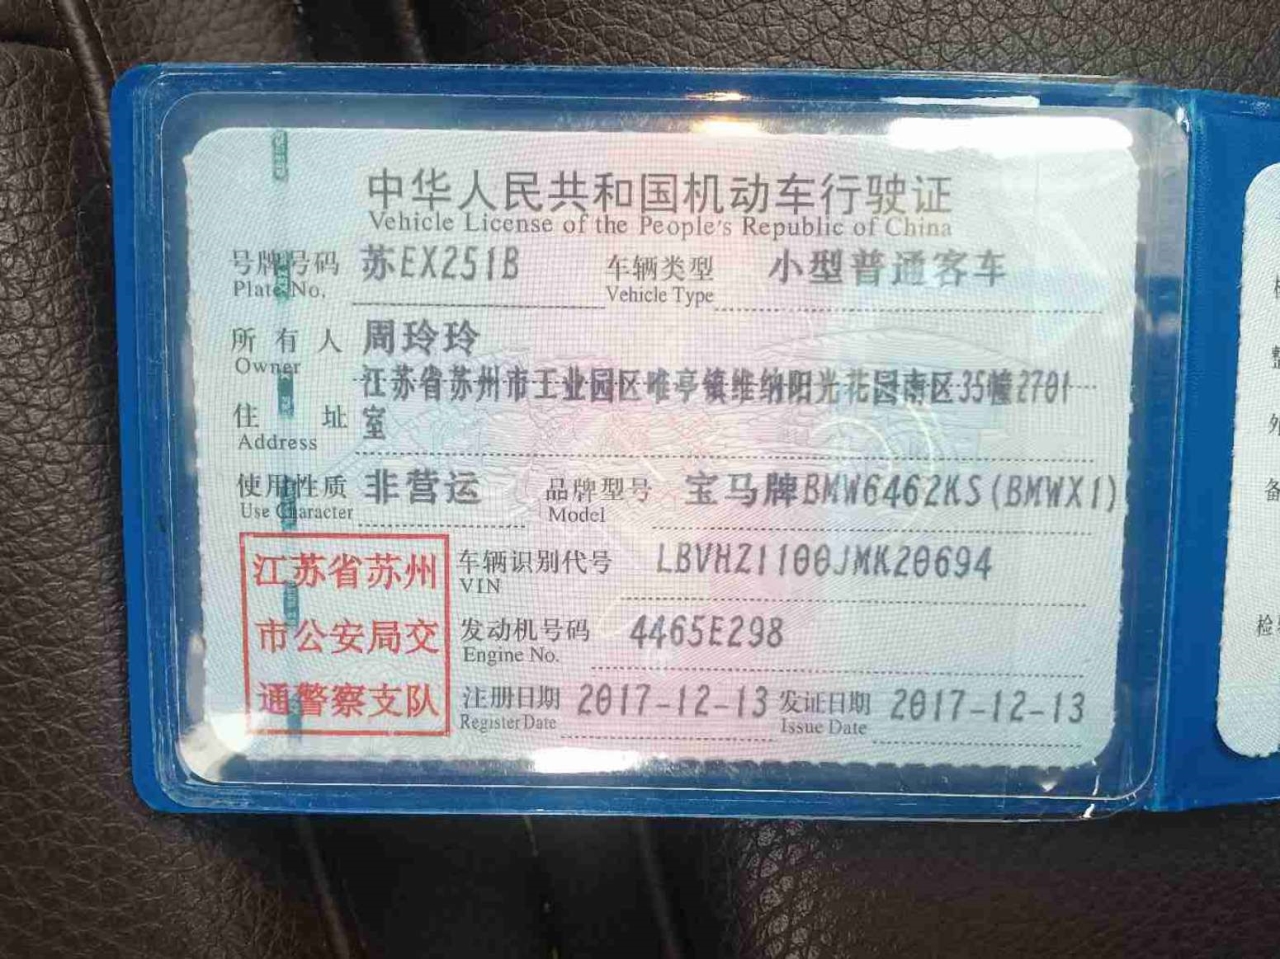 中华人民共和国机动车行驶证
Vehicle License of the People's Republic of China
号牌号码 苏EX251B 车辆类型 小型普通客车
Plate No. Vehicle Type
所有人 周玲玲
Owner
江苏省苏州市工业园区唯亭镇维纳阳光花园南区35幢2701
住址 室
Address
使用性质 非营运 品牌型号 宝马牌BMW6462KS(BMWX1)
Use Character Model
江苏省苏州 车辆识别代号 LBVHZ1100JMK20694
VIN
市公安局交 发动机号码 4465E298
Engine No.
通警察支队 注册日期 2017-12-13 发证日期 2017-12-13
Register Date Issue Date